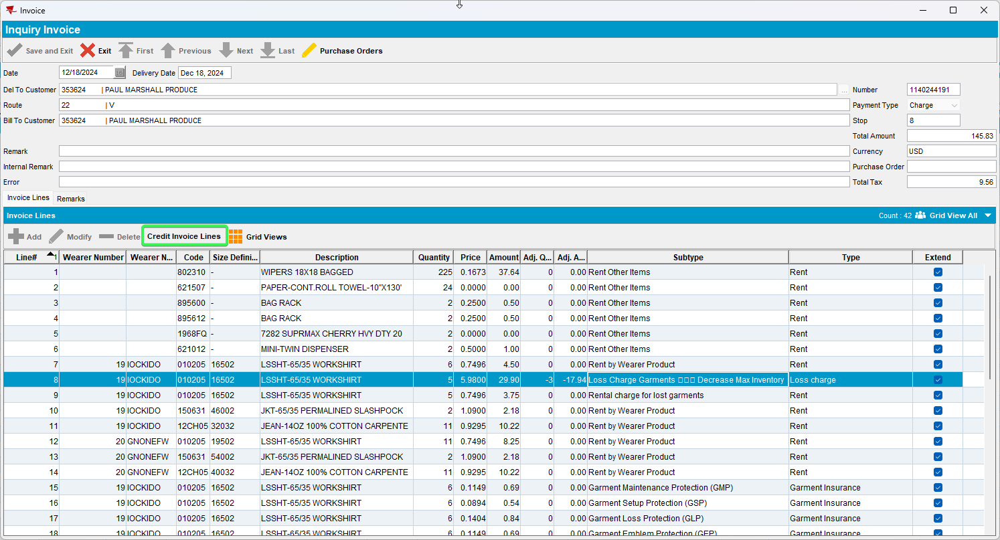 Invoice
Inquiry Invoice
Save and Exit Exit First Previous Next Last Purchase Orders
Date 12/18/2024 16 Delivery Date Dec 18, 2024
Del To Customer 353624 | PAUL MARSHALL PRODUCE ... Number 1140244191
Route 22 | V Payment Type Charge
Bill To Customer 353624 | PAUL MARSHALL PRODUCE Stop 8
Total Amount 145.83
Remark Currency USD
Internal Remark Purchase Order
Error Total Tax 9.56
Invoice Lines Remarks
Invoice Lines Count : 42 Grid View All
Add Modify Delete Credit Invoice Lines Grid Views
Line# 1 Wearer Number Wearer N... Code Size Defini... Description Quantity Price Amount Adj. Q... Adj. A... Subtype Type Extend
1 802310 - WIPERS 18X18 BAGGED 225 0.1673 37.64 0 0.00 Rent Other Items Rent
2 621507 - PAPER-CONT.ROLL TOWEL-10"X130' 24 0.0000 0.00 0 0.00 Rent Other Items Rent
3 895600 - BAG RACK 2 0.2500 0.50 0 0.00 Rent Other Items Rent
4 895612 - BAG RACK 2 0.2500 0.50 0 0.00 Rent Other Items Rent
5 1968FQ - 7282 SUPRMAX CHERRY HVY DTY 20 2 0.0000 0.00 0 0.00 Rent Other Items Rent
6 621012 - MINI-TWIN DISPENSER 2 0.5000 1.00 0 0.00 Rent Other Items Rent
7 19 IOCKIDO 010205 16502 LSSHT-65/35 WORKSHIRT 6 0.7496 4.50 0 0.00 Rent by Wearer Product Rent
8 19 IOCKIDO 010205 16502 LSSHT-65/35 WORKSHIRT 5 5.9800 29.90 -3 -17.94 Loss Charge Garments □□□ Decrease Max Inventory Loss charge
9 19 IOCKIDO 010205 16502 LSSHT-65/35 WORKSHIRT 5 0.7496 3.75 0 0.00 Rental charge for lost garments Rent
10 19 IOCKIDO 150631 46002 JKT-65/35 PERMALINED SLASHPOCK 2 1.0900 2.18 0 0.00 Rent by Wearer Product Rent
11 19 IOCKIDO 12CH05 32032 JEAN-14OZ 100% COTTON CARPENTE 11 0.9295 10.22 0 0.00 Rent by Wearer Product Rent
12 20 GNONEFW 010205 19502 LSSHT-65/35 WORKSHIRT 11 0.7496 8.25 0 0.00 Rent by Wearer Product Rent
13 20 GNONEFW 150631 54002 JKT-65/35 PERMALINED SLASHPOCK 2 1.0900 2.18 0 0.00 Rent by Wearer Product Rent
14 20 GNONEFW 12CH05 40032 JEAN-14OZ 100% COTTON CARPENTE 11 0.9295 10.22 0 0.00 Rent by Wearer Product Rent
15 19 IOCKIDO 010205 16502 LSSHT-65/35 WORKSHIRT 6 0.1149 0.69 0 0.00 Garment Maintenance Protection (GMP) Garment Insurance
16 19 IOCKIDO 010205 16502 LSSHT-65/35 WORKSHIRT 6 0.0894 0.54 0 0.00 Garment Setup Protection (GSP) Garment Insurance
17 19 IOCKIDO 010205 16502 LSSHT-65/35 WORKSHIRT 6 0.1404 0.84 0 0.00 Garment Loss Protection (GLP) Garment Insurance
18 19 IOCKIDO 010205 16502 LSSHT-65/35 WORKSHIRT 6 0.1149 0.69 0 0.00 Garment Emblem Protection (GEP) Garment Insurance